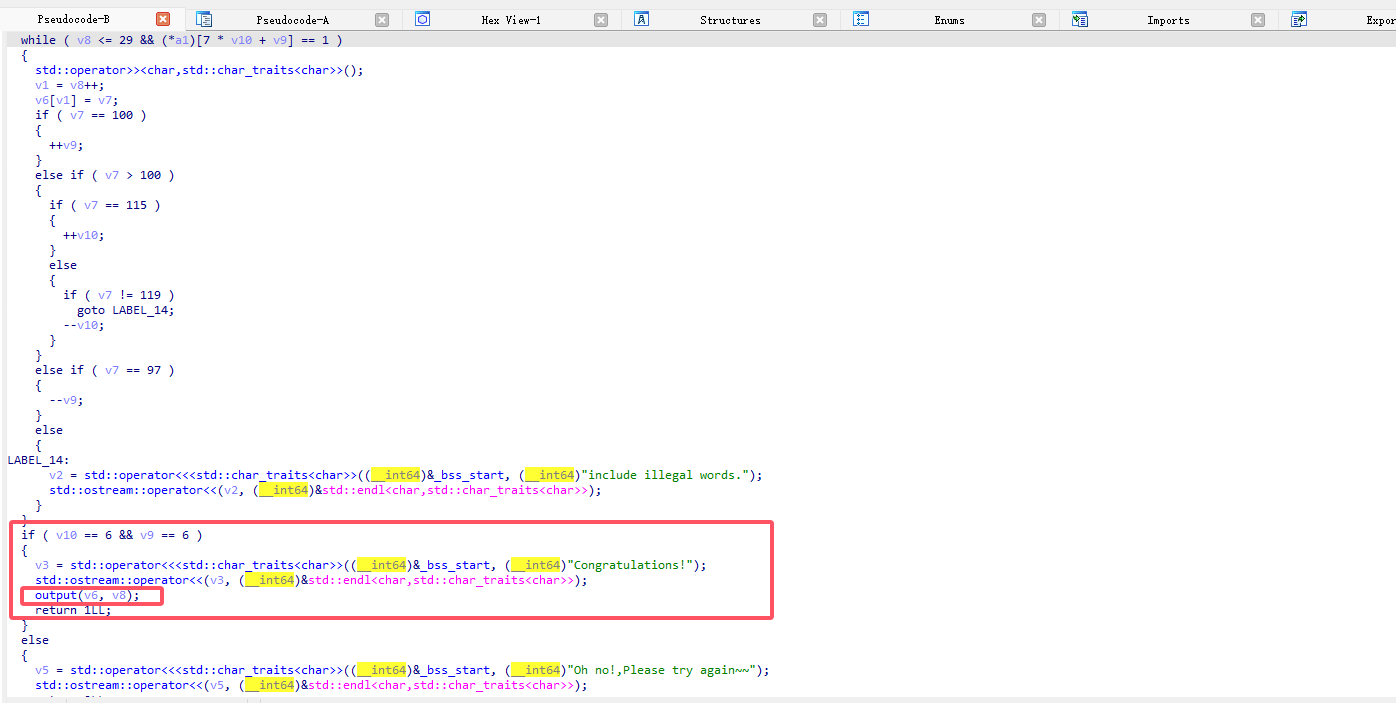 Pseudocode-B Pseudocode-A Hex View-1 Structures Enums Imports Expor
while ( v8 <= 29 && (*a1)[7 * v10 + v9] == 1 )
{
std::operator>><char,std::char_traits<char>>();
v1 = v8++;
v6[v1] = v7;
if ( v7 == 100 )
{
++v9;
}
else if ( v7 > 100 )
{
if ( v7 == 115 )
{
++v10;
}
else
{
if ( v7 != 119 )
goto LABEL_14;
--v10;
}
}
else if ( v7 == 97 )
{
--v9;
}
else
{
LABEL_14:
v2 = std::operator<<<std::char_traits<char>>((__int64)&_bss_start, (__int64)"include illegal words.");
std::ostream::operator<<(v2, (__int64)&std::endl<char,std::char_traits<char>>);
}
}
if ( v10 == 6 && v9 == 6 )
{
v3 = std::operator<<<std::char_traits<char>>((__int64)&_bss_start, (__int64)"Congratulations!");
std::ostream::operator<<(v3, (__int64)&std::endl<char,std::char_traits<char>>);
output(v6, v8);
return 1LL;
}
else
{
v5 = std::operator<<<std::char_traits<char>>((__int64)&_bss_start, (__int64)"Oh no!,Please try again~~");
std::ostream::operator<<(v5, (__int64)&std::endl<char,std::char_traits<char>>);